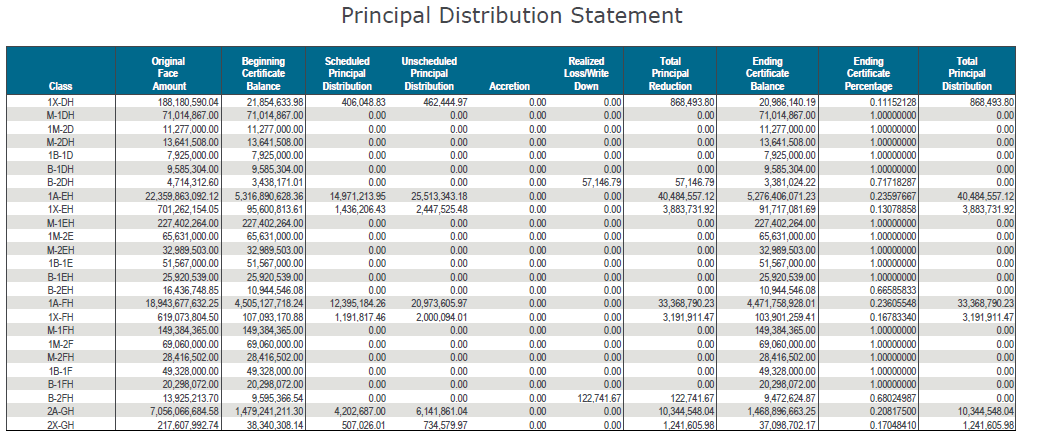 Principal Distribution Statement
Original Beginning Scheduled Unscheduled Realized Total Ending Ending Total
Face Certificate Principal Principal Loss/Write Principal Certificate Certificate Principal
Class Amount Balance Distribution Distribution Accretion Down Reduction Balance Percentage Distribution
1X-DH 188,180,590.04 21,854,633.98 406,048.83 462,444.97 0.00 0.00 868,493.80 20,986,140.19 0.11152128 868,493.80
M-1DH 71,014,867.00 71,014,867.00 0.00 0.00 0.00 0.00 0.00 71,014,867.00 1.00000000 0.00
1M-2D 11,277,000.00 11,277,000.00 0.00 0.00 0.00 0.00 0.00 11,277,000.00 1.00000000 0.00
M-2DH 13,641,508.00 13,641,508.00 0.00 0.00 0.00 0.00 0.00 13,641,508.00 1.00000000 0.00
1B-1D 7,925,000.00 7,925,000.00 0.00 0.00 0.00 0.00 0.00 7,925,000.00 1.00000000 0.00
B-1DH 9,585,304.00 9,585,304.00 0.00 0.00 0.00 0.00 0.00 9,585,304.00 1.00000000 0.00
B-2DH 4,714,312.60 3,438,171.01 0.00 0.00 0.00 57,146.79 57,146.79 3,381,024.22 0.71718287 0.00
1A-EH 22,359,863,092.12 5,316,890,628.36 14,971,213.95 25,513,343.18 0.00 0.00 40,484,557.12 5,276,406,071.23 0.23597667 40,484,557.12
1X-EH 701,262,154.05 95,600,813.61 1,436,206.43 2,447,525.48 0.00 0.00 3,883,731.92 91,717,081.69 0.13078858 3,883,731.92
M-1EH 227,402,264.00 227,402,264.00 0.00 0.00 0.00 0.00 0.00 227,402,264.00 1.00000000 0.00
1M-2E 65,631,000.00 65,631,000.00 0.00 0.00 0.00 0.00 0.00 65,631,000.00 1.00000000 0.00
M-2EH 32,989,503.00 32,989,503.00 0.00 0.00 0.00 0.00 0.00 32,989,503.00 1.00000000 0.00
1B-1E 51,567,000.00 51,567,000.00 0.00 0.00 0.00 0.00 0.00 51,567,000.00 1.00000000 0.00
B-1EH 25,920,539.00 25,920,539.00 0.00 0.00 0.00 0.00 0.00 25,920,539.00 1.00000000 0.00
B-2EH 16,436,748.85 10,944,546.08 0.00 0.00 0.00 0.00 0.00 10,944,546.08 0.66585833 0.00
1A-FH 18,943,677,632.25 4,505,127,718.24 12,395,184.26 20,973,605.97 0.00 0.00 33,368,790.23 4,471,758,928.01 0.23605548 33,368,790.23
1X-FH 619,073,804.50 107,093,170.88 1,191,817.46 2,000,094.01 0.00 0.00 3,191,911.47 103,901,259.41 0.16783340 3,191,911.47
M-1FH 149,384,365.00 149,384,365.00 0.00 0.00 0.00 0.00 0.00 149,384,365.00 1.00000000 0.00
1M-2F 69,060,000.00 69,060,000.00 0.00 0.00 0.00 0.00 0.00 69,060,000.00 1.00000000 0.00
M-2FH 28,416,502.00 28,416,502.00 0.00 0.00 0.00 0.00 0.00 28,416,502.00 1.00000000 0.00
1B-1F 49,328,000.00 49,328,000.00 0.00 0.00 0.00 0.00 0.00 49,328,000.00 1.00000000 0.00
B-1FH 20,298,072.00 20,298,072.00 0.00 0.00 0.00 0.00 0.00 20,298,072.00 1.00000000 0.00
B-2FH 13,925,213.70 9,595,366.54 0.00 0.00 0.00 122,741.67 122,741.67 9,472,624.87 0.68024987 0.00
2A-GH 7,056,066,684.58 1,479,241,211.30 4,202,687.00 6,141,861.04 0.00 0.00 10,344,548.04 1,468,896,663.25 0.20817500 10,344,548.04
2X-GH 217,607,992.74 38,340,308.14 507,026.01 734,579.97 0.00 0.00 1,241,605.98 37,098,702.17 0.17048410 1,241,605.98